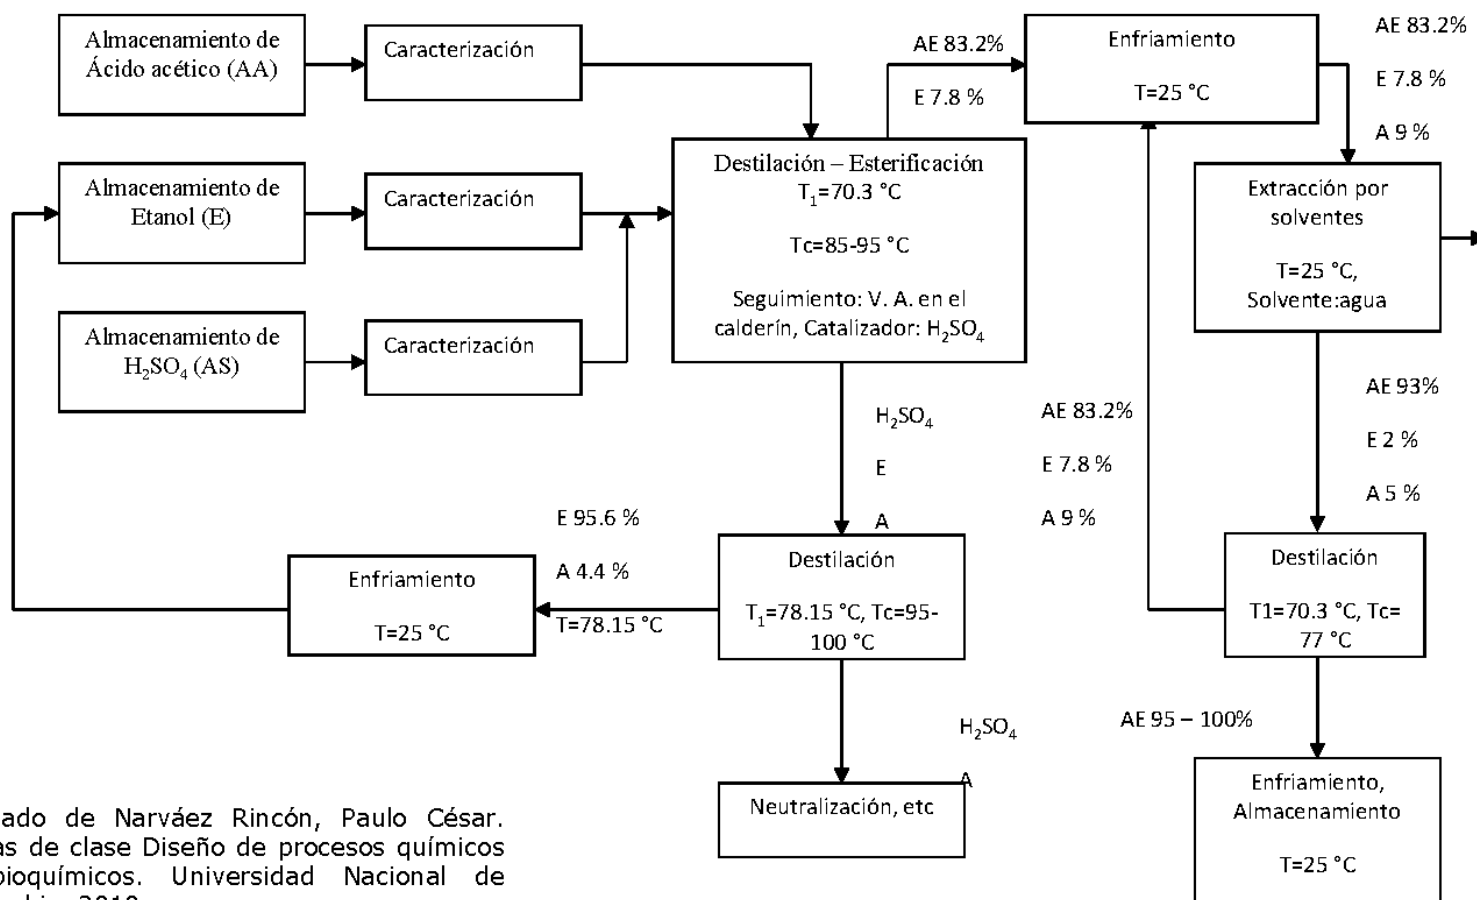 Almacenamiento de
Ácido acético (AA)
Caracterización
AE 83.2%
E 7.8 %
Enfriamiento
T=25 °C
AE 83.2%
E 7.8 %
A 9 %
Almacenamiento de
Etanol (E)
Caracterización
Destilación – Esterificación
T₁=70.3 °C
Tc=85-95 °C
Seguimiento: V. A. en el
calderín, Catalizador: H₂SO₄
Extracción por
solventes
T=25 °C,
Solvente:agua
Almacenamiento de
H₂SO₄ (AS)
Caracterización
H₂SO₄
E
A
AE 83.2%
E 7.8 %
A 9 %
AE 93%
E 2 %
A 5 %
E 95.6 %
A 4.4 %
T=78.15 °C
Enfriamiento
T=25 °C
Destilación
T₁=78.15 °C, Tc=95-
100 °C
Destilación
T1=70.3 °C, Tc=
77 °C
H₂SO₄
A
AE 95 – 100%
Neutralización, etc
Enfriamiento,
Almacenamiento
T=25 °C
ado de Narváez Rincón, Paulo César.
as de clase Diseño de procesos químicos
bioquímicos. Universidad Nacional de